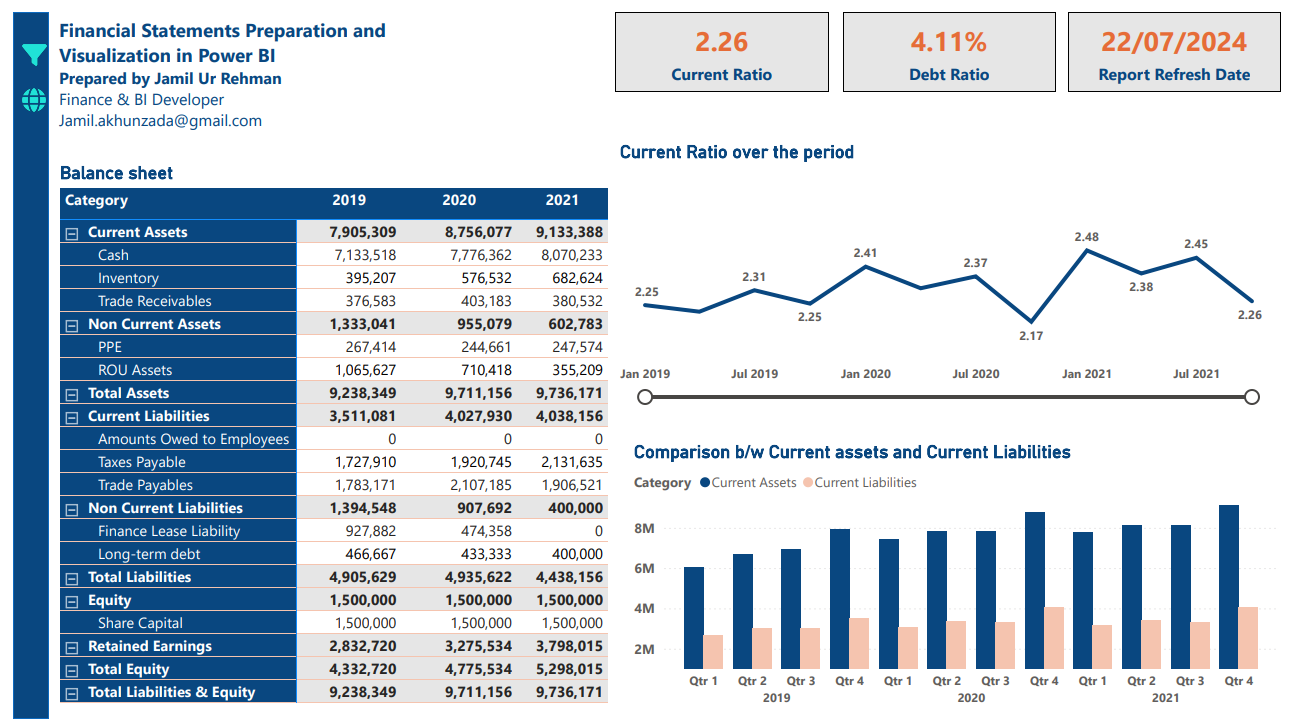 Financial Statements Preparation and
Visualization in Power BI
Prepared by Jamil Ur Rehman
Finance & BI Developer
Jamil.akhunzada@gmail.com
2.26
Current Ratio
4.11%
Debt Ratio
22/07/2024
Report Refresh Date
Balance sheet
Category 2019 2020 2021
Current Assets 7,905,309 8,756,077 9,133,388
Cash 7,133,518 7,776,362 8,070,233
Inventory 395,207 576,532 682,624
Trade Receivables 376,583 403,183 380,532
Non Current Assets 1,333,041 955,079 602,783
PPE 267,414 244,661 247,574
ROU Assets 1,065,627 710,418 355,209
Total Assets 9,238,349 9,711,156 9,736,171
Current Liabilities 3,511,081 4,027,930 4,038,156
Amounts Owed to Employees 0 0 0
Taxes Payable 1,727,910 1,920,745 2,131,635
Trade Payables 1,783,171 2,107,185 1,906,521
Non Current Liabilities 1,394,548 907,692 400,000
Finance Lease Liability 927,882 474,358 0
Long-term debt 466,667 433,333 400,000
Total Liabilities 4,905,629 4,935,622 4,438,156
Equity 1,500,000 1,500,000 1,500,000
Share Capital 1,500,000 1,500,000 1,500,000
Retained Earnings 2,832,720 3,275,534 3,798,015
Total Equity 4,332,720 4,775,534 5,298,015
Total Liabilities & Equity 9,238,349 9,711,156 9,736,171
Current Ratio over the period
2.25 2.31 2.25 2.41 2.37 2.17 2.48 2.38 2.45 2.26
Jan 2019 Jul 2019 Jan 2020 Jul 2020 Jan 2021 Jul 2021
Comparison b/w Current assets and Current Liabilities
Category Current Assets Current Liabilities
8M
6M
4M
2M
Qtr 1 Qtr 2 Qtr 3 Qtr 4 Qtr 1 Qtr 2 Qtr 3 Qtr 4 Qtr 1 Qtr 2 Qtr 3 Qtr 4
2019 2020 2021